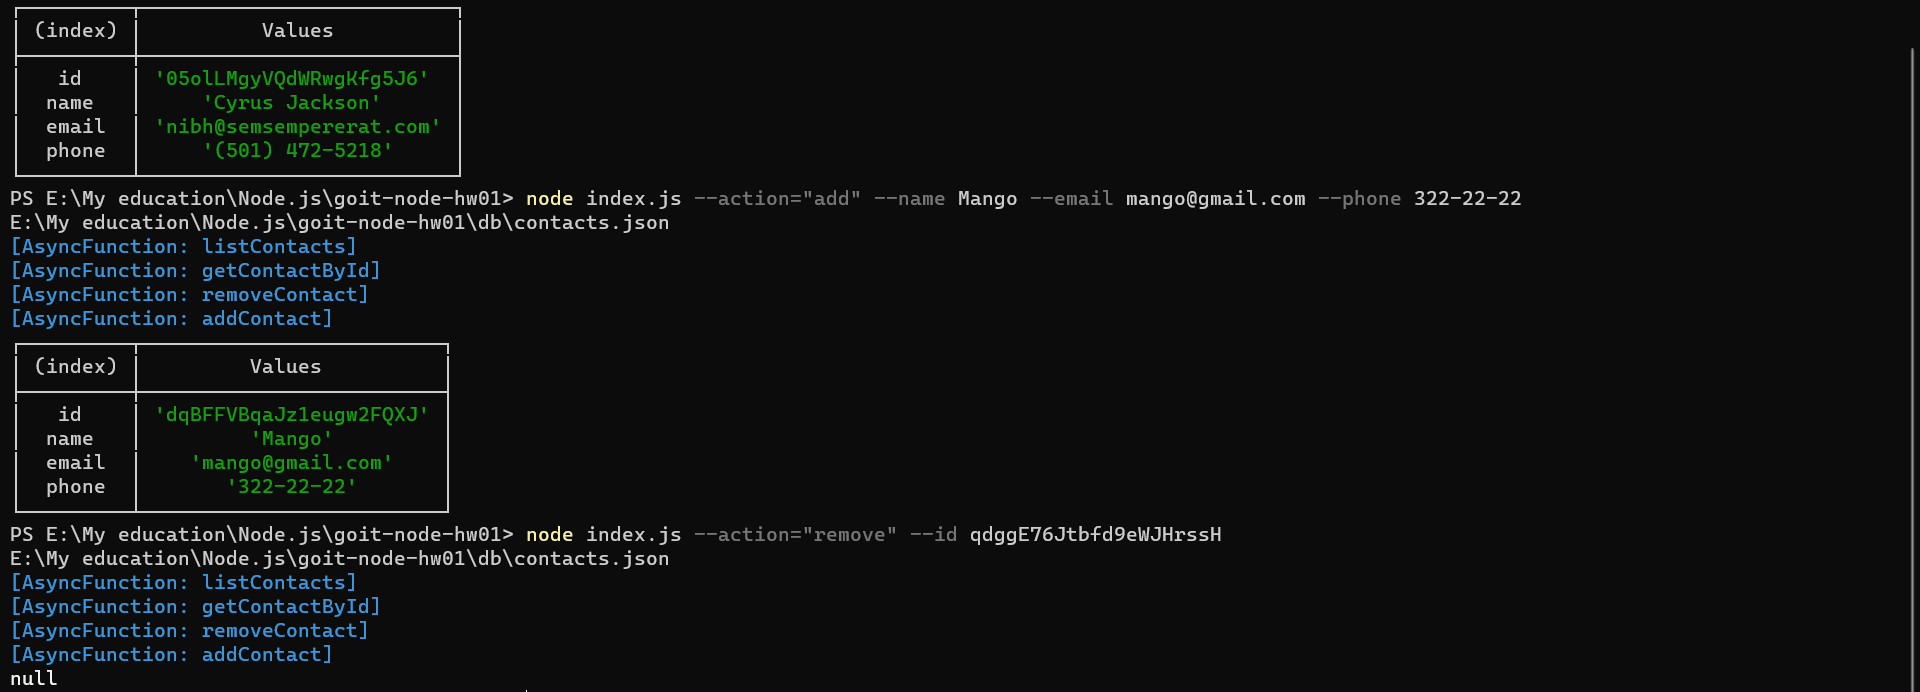 (index) Values
id '05olLMgyVQdWRwgKfg5J6'
name 'Cyrus Jackson'
email 'nibh@semsempererat.com'
phone '(501) 472-5218'
PS E:\My education\Node.js\goit-node-hw01> node index.js --action="add" --name Mango --email mango@gmail.com --phone 322-22-22
E:\My education\Node.js\goit-node-hw01\db\contacts.json
[AsyncFunction: listContacts]
[AsyncFunction: getContactById]
[AsyncFunction: removeContact]
[AsyncFunction: addContact]
(index) Values
id 'dqBFFVBqaJz1eugw2FQXJ'
name 'Mango'
email 'mango@gmail.com'
phone '322-22-22'
PS E:\My education\Node.js\goit-node-hw01> node index.js --action="remove" --id qdggE76Jtbfd9eWJHrssH
E:\My education\Node.js\goit-node-hw01\db\contacts.json
[AsyncFunction: listContacts]
[AsyncFunction: getContactById]
[AsyncFunction: removeContact]
[AsyncFunction: addContact]
null